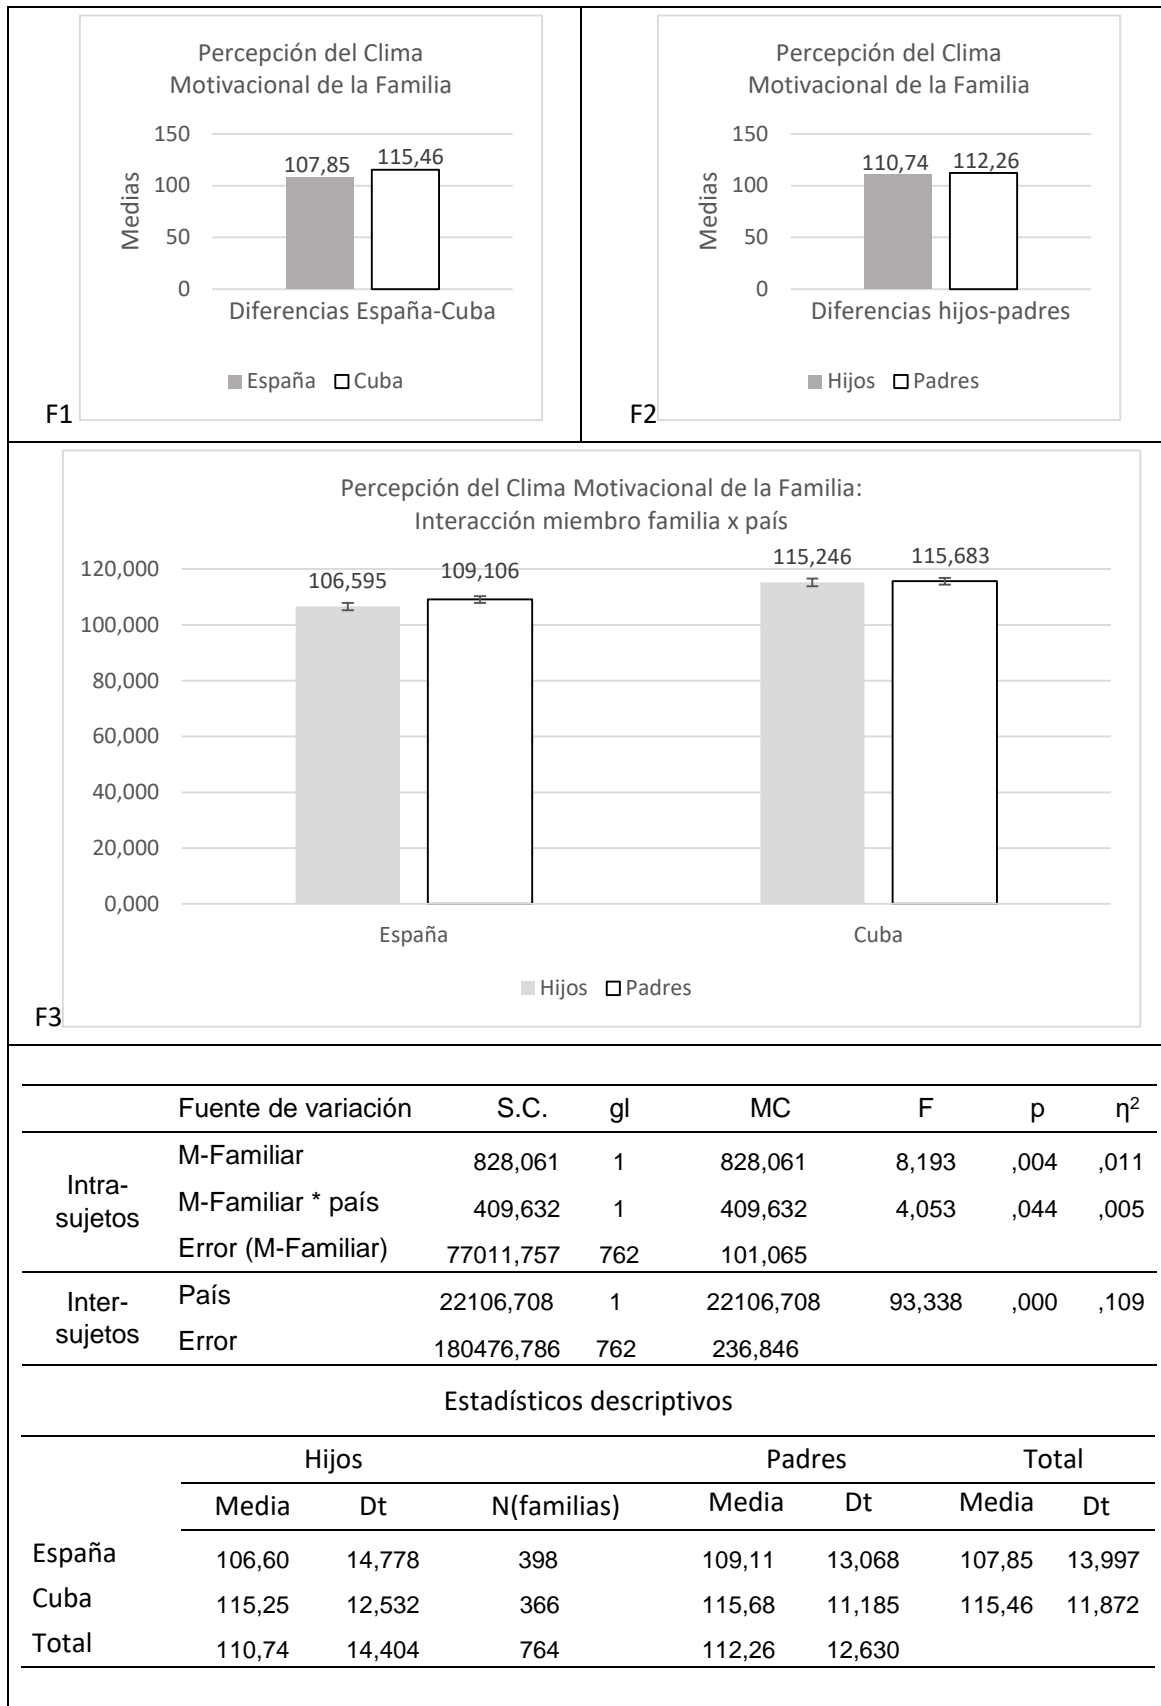 Percepción del Clima
Motivacional de la Familia
150
100
50
0
Medias
107,85
115,46
Diferencias España-Cuba
España Cuba
F1
Percepción del Clima
Motivacional de la Familia
150
100
50
0
Medias
110,74
112,26
Diferencias hijos-padres
Hijos Padres
F2
Percepción del Clima Motivacional de la Familia:
Interacción miembro familia x país
120,000
100,000
80,000
60,000
40,000
20,000
0,000
106,595
109,106
115,246
115,683
España Cuba
Hijos Padres
F3
Fuente de variación S.C. gl MC F p η²
Intra-sujetos
M-Familiar 828,061 1 828,061 8,193 ,004 ,011
M-Familiar * país 409,632 1 409,632 4,053 ,044 ,005
Error (M-Familiar) 77011,757 762 101,065
Inter-sujetos
País 22106,708 1 22106,708 93,338 ,000 ,109
Error 180476,786 762 236,846
Estadísticos descriptivos
Hijos Padres Total
Media Dt N(familias) Media Dt Media Dt
España 106,60 14,778 398 109,11 13,068 107,85 13,997
Cuba 115,25 12,532 366 115,68 11,185 115,46 11,872
Total 110,74 14,404 764 112,26 12,630